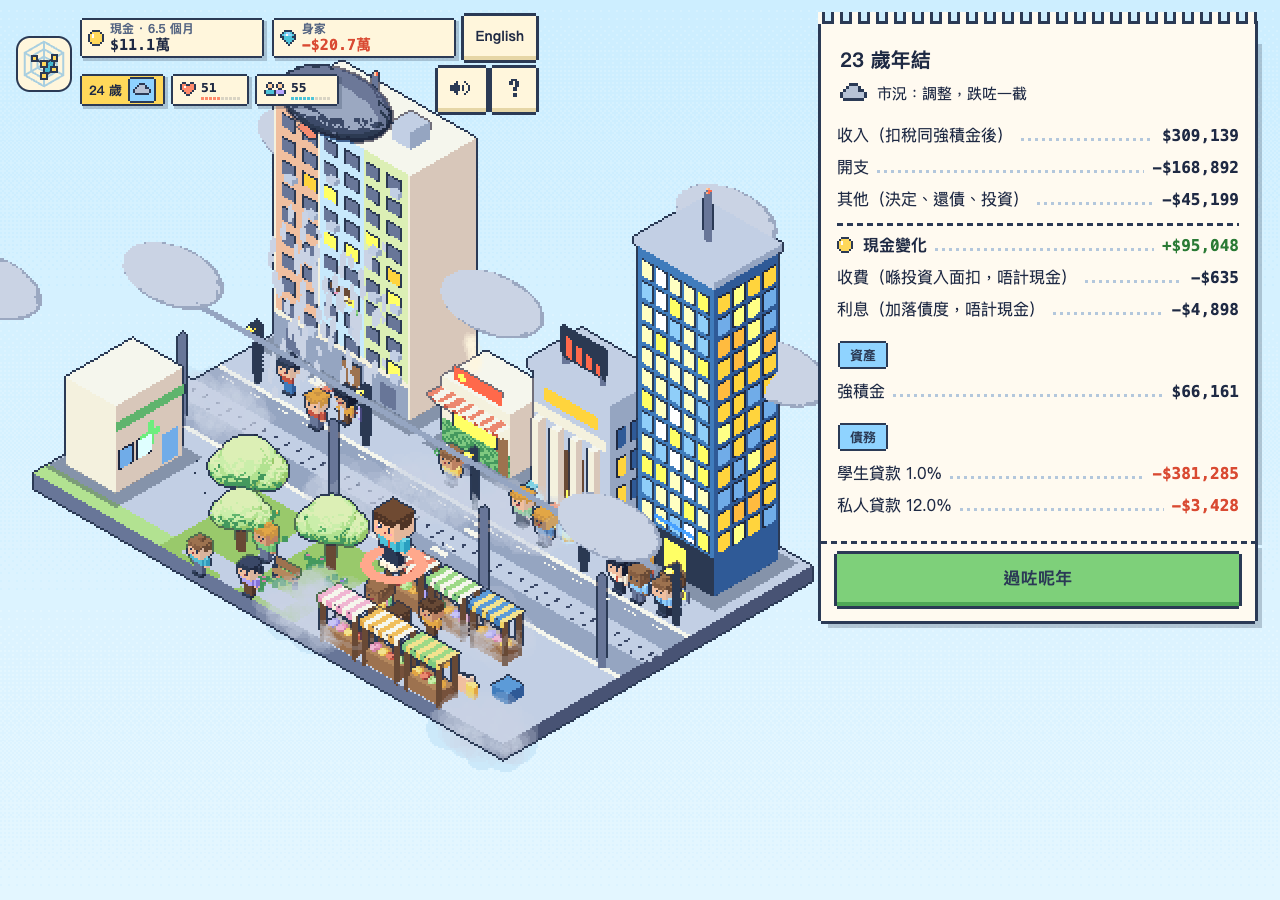 現金 · 6.5 個月
$11.1萬
身家
−$20.7萬
English
24 歲
51
55
?
23 歲年結
市況：調整，跌咗一截
收入（扣稅同強積金後） $309,139
開支 −$168,892
其他（決定、還債、投資） −$45,199
現金變化 +$95,048
收費（喺投資入面扣，唔計現金） −$635
利息（加落債度，唔計現金） −$4,898
資產
強積金 $66,161
債務
學生貸款 1.0% −$381,285
私人貸款 12.0% −$3,428
過咗呢年